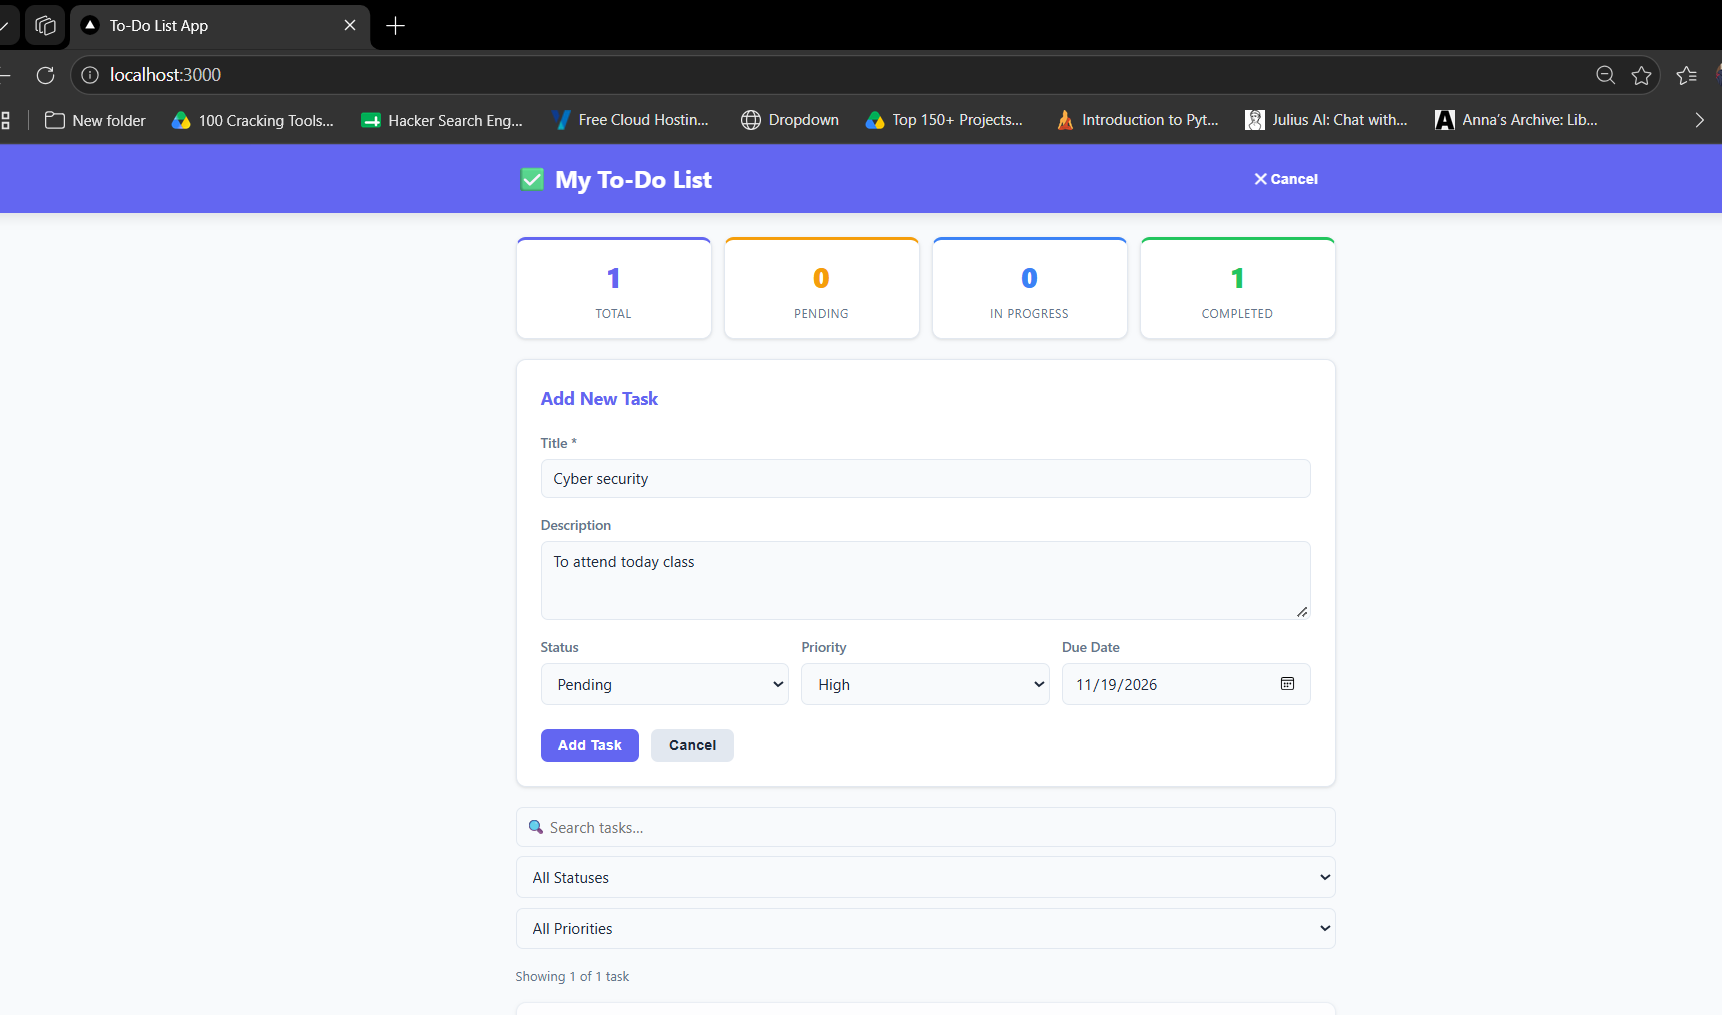 To-Do List App
localhost:3000
New folder
100 Cracking Tools...
Hacker Search Eng...
Free Cloud Hostin...
Dropdown
Top 150+ Projects...
Introduction to Pyt...
Julius AI: Chat with...
Anna's Archive: Lib...
My To-Do List
✕ Cancel
1
TOTAL
0
PENDING
0
IN PROGRESS
1
COMPLETED
Add New Task
Title *
Cyber security
Description
To attend today class
Status
Priority
Due Date
Pending
High
11/19/2026
Add Task
Cancel
Search tasks...
All Statuses
All Priorities
Showing 1 of 1 task